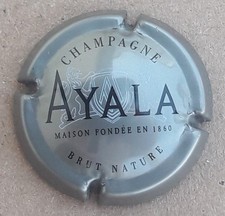 CHAMPAGNE
AYALA
MAISON FONDÉE EN 1860
BRUT NATURE